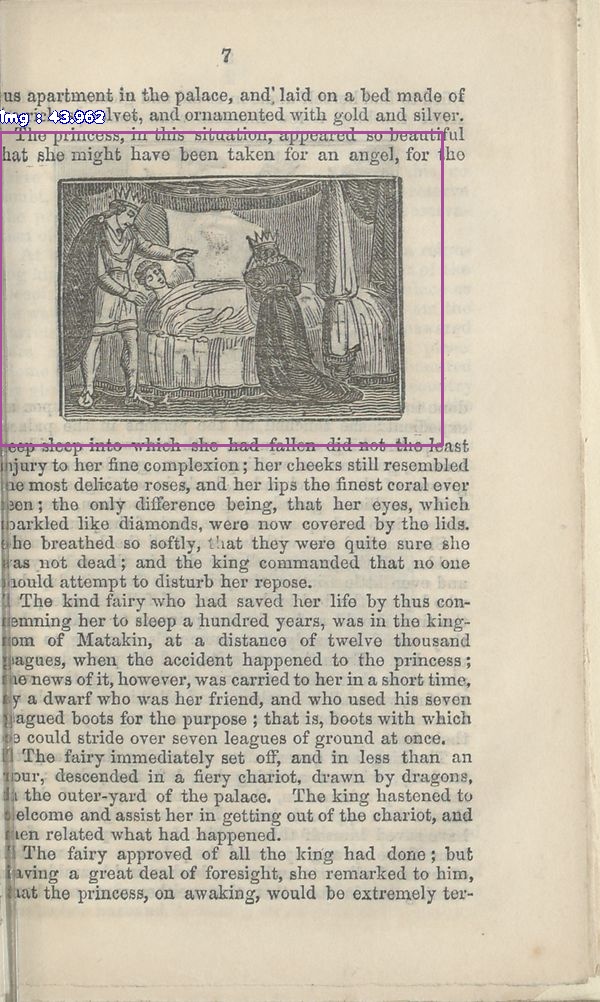 7
us apartment in the palace, and laid on a bed made of
img : 43.962
velvet, and ornamented with gold and silver.
The princess, in this situation, appeared so beautiful
hat she might have been taken for an angel, for the
eep sleep into which she had fallen did not the least
njury to her fine complexion; her cheeks still resembled
he most delicate roses, and her lips the finest coral ever
een; the only difference being, that her eyes, which
parkled like diamonds, were now covered by the lids.
he breathed so softly, that they were quite sure she
as not dead; and the king commanded that no one
hould attempt to disturb her repose.
The kind fairy who had saved her life by thus con-
emning her to sleep a hundred years, was in the king-
om of Matakin, at a distance of twelve thousand
eagues, when the accident happened to the princess;
he news of it, however, was carried to her in a short time,
y a dwarf who was her friend, and who used his seven
eagued boots for the purpose; that is, boots with which
e could stride over seven leagues of ground at once.
The fairy immediately set off, and in less than an
our, descended in a fiery chariot, drawn by dragons,
the outer-yard of the palace. The king hastened to
elcome and assist her in getting out of the chariot, and
hen related what had happened.
The fairy approved of all the king had done; but
aving a great deal of foresight, she remarked to him,
hat the princess, on awaking, would be extremely ter-